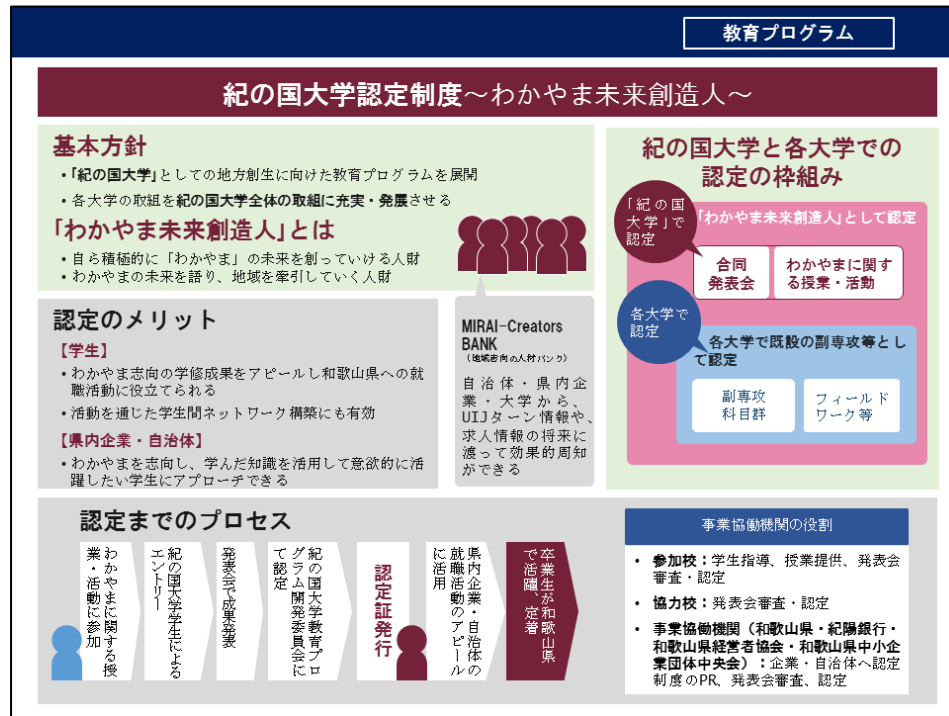 教育プログラム
紀の国大学認定制度～わかやま未来創造人～
基本方針
・「紀の国大学」としての地方創生に向けた教育プログラムを展開
・各大学の取組を紀の国大学全体の取組に充実・発展させる
「わかやま未来創造人」とは
・自ら積極的に「わかやま」の未来を創っていける人財
・わかやまの未来を語り、地域を牽引していく人財
認定のメリット
【学生】
・わかやま志向の学修成果をアピールし和歌山県への就
職活動に役立てられる
・活動を通じた学生間ネットワーク構築にも有効
【県内企業・自治体】
・わかやまを志向し、学んだ知識を活用して意欲的に活
躍したい学生にアプローチできる
MIRAI-Creators
BANK
（地域志向の人材バンク）
自治体・県内企
業・大学から、
UIJターン情報や、
求人情報の将来に
渡って効果的周知
ができる
紀の国大学と各大学での
認定の枠組み
「紀の国
大学」で
認定
「わかやま未来創造人」として認定
合同
発表会
わかやまに関す
る授業・活動
各大学で
認定
各大学で既設の副専攻等とし
て認定
副専攻
科目群
フィールド
ワーク等
認定までのプロセス
わかやまに関する授
業・活動に参加
紀の国大学学生による
エントリー
発表会で成果発表
紀の国大学教育プロ
グラム開発委員会に
て認定
認定証発行
県内企業・自治体の
就職活動のアピール
に活用
卒業生が和歌山県
で活躍、定着
事業協働機関の役割
・参加校：学生指導、授業提供、発表会
審査・認定
・協力校：発表会審査・認定
・事業協働機関（和歌山県・紀陽銀行・
和歌山県経営者協会・和歌山県中小企
業団体中央会）：企業・自治体へ認定
制度のPR、発表会審査、認定